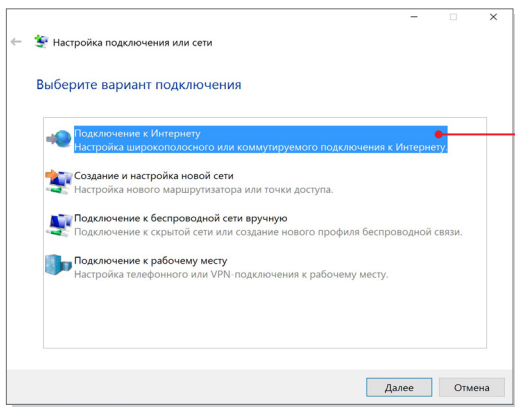 Настройка подключения или сети
Выберите вариант подключения
Подключение к Интернету
Настройка широкополосного или коммутируемого подключения к Интернету.
Создание и настройка новой сети
Настройка нового маршрутизатора или точки доступа.
Подключение к беспроводной сети вручную
Подключение к скрытой сети или создание нового профиля беспроводной связи.
Подключение к рабочему месту
Настройка телефонного или VPN-подключения к рабочему месту.
Далее Отмена